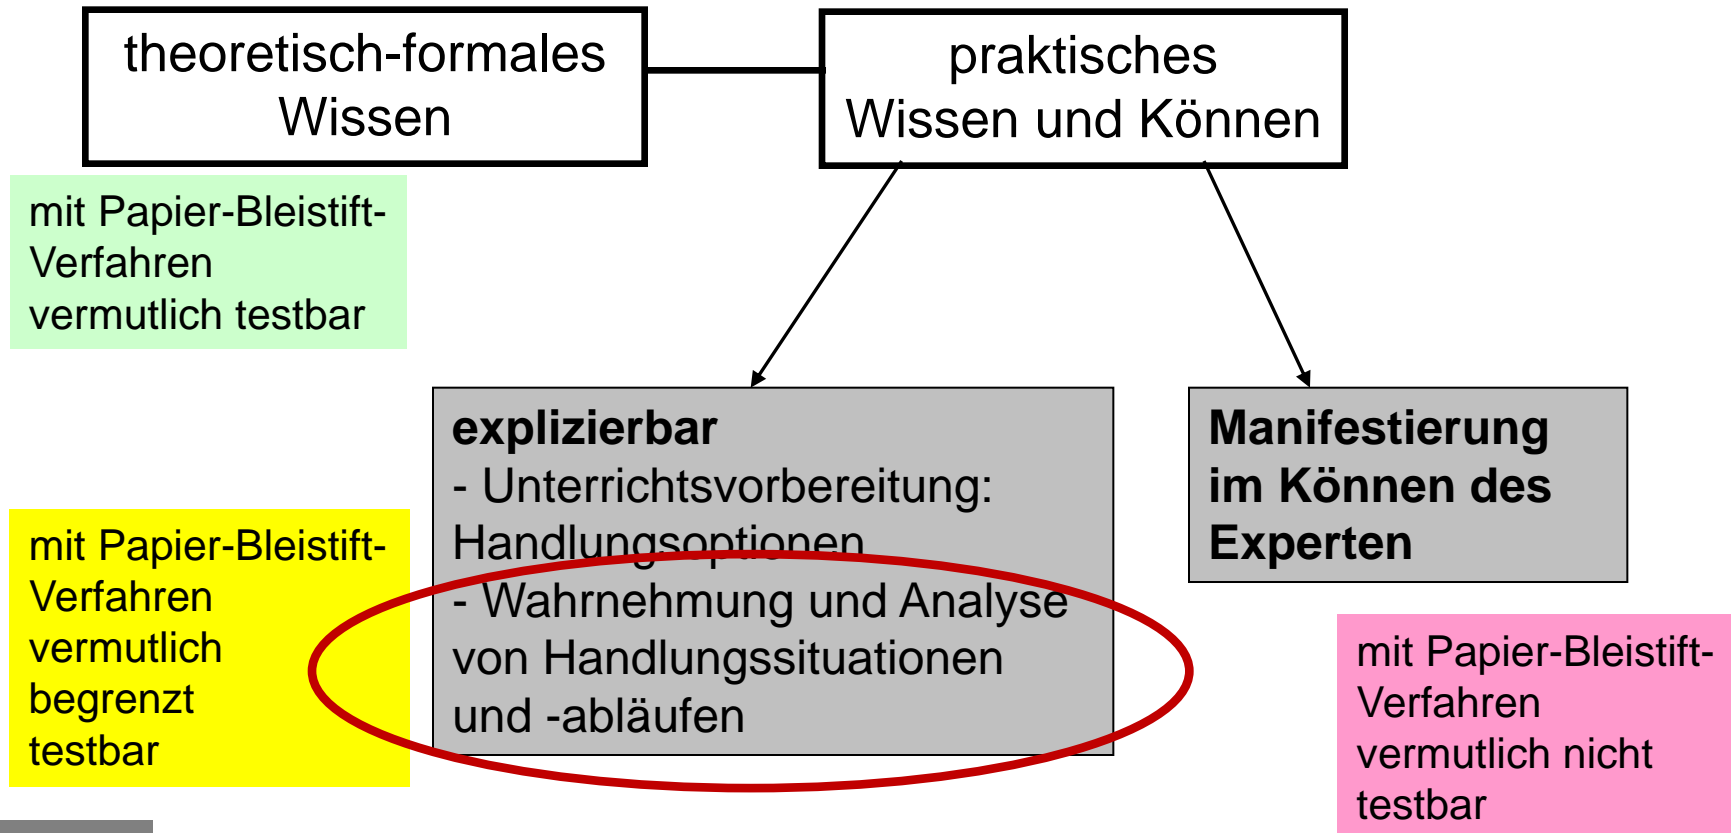 theoretisch-formales
Wissen
praktisches
Wissen und Können
mit Papier-Bleistift-
Verfahren
vermutlich testbar
explizierbar
- Unterrichtsvorbereitung:
Handlungsoptionen
- Wahrnehmung und Analyse
von Handlungssituationen
und -abläufen
Manifestierung
im Können des
Experten
mit Papier-Bleistift-
Verfahren
vermutlich
begrenzt
testbar
mit Papier-Bleistift-
Verfahren
vermutlich nicht
testbar